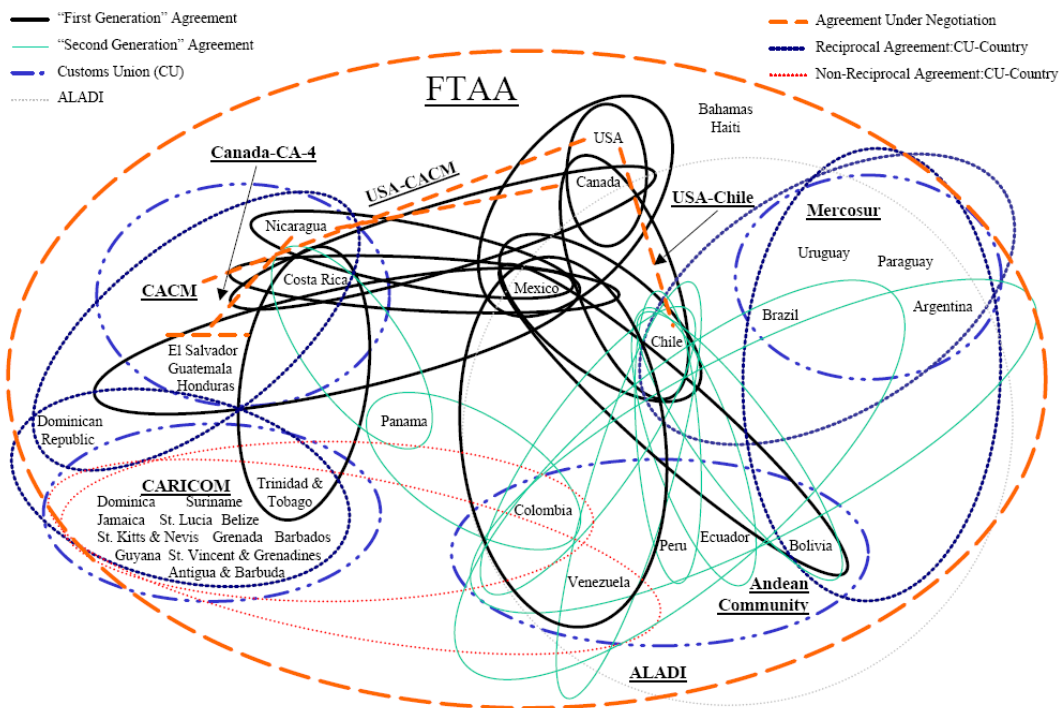 "First Generation" Agreement
"Second Generation" Agreement
Customs Union (CU)
ALADI
Agreement Under Negotiation
Reciprocal Agreement:CU-Country
Non-Reciprocal Agreement:CU-Country
FTAA
Bahamas
Haiti
USA
Canada-CA-4
USA-CACM
Canada
USA-Chile
Mercosur
Nicaragua
Uruguay
Paraguay
Costa Rica
CACM
Mexico
Brazil
Argentina
Chile
El Salvador
Guatemala
Honduras
Dominican
Republic
Panama
CARICOM
Trinidad &
Tobago
Dominica Suriname
Jamaica St. Lucia Belize
St. Kitts & Nevis Grenada Barbados
Guyana St. Vincent & Grenadines
Antigua & Barbuda
Colombia
Peru
Ecuador
Bolivia
Venezuela
Andean
Community
ALADI